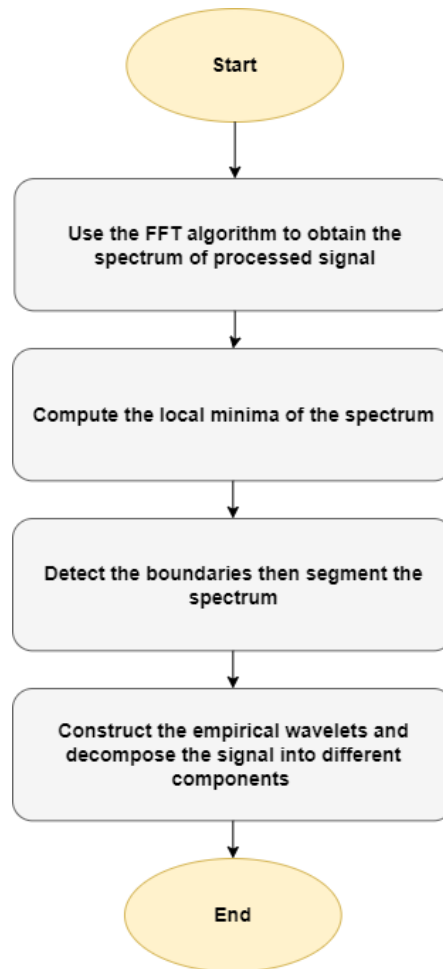 Start
Use the FFT algorithm to obtain the
spectrum of processed signal
Compute the local minima of the spectrum
Detect the boundaries then segment the
spectrum
Construct the empirical wavelets and
decompose the signal into different
components
End